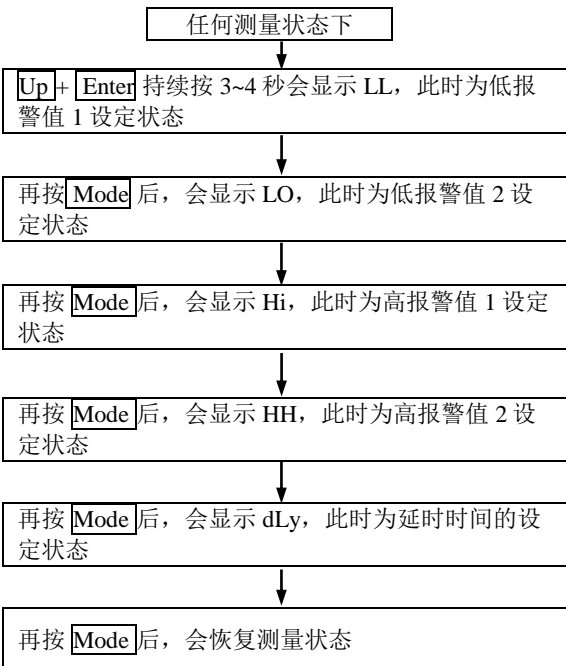 任何测量状态下
Up + Enter 持续按 3~4 秒会显示 LL，此时为低报
警值 1 设定状态
再按 Mode 后，会显示 LO，此时为低报警值 2 设
定状态
再按 Mode 后，会显示 Hi，此时为高报警值 1 设定
状态
再按 Mode 后，会显示 HH，此时为高报警值 2 设
定状态
再按 Mode 后，会显示 dLy，此时为延时时间的设
定状态
再按 Mode 后，会恢复测量状态